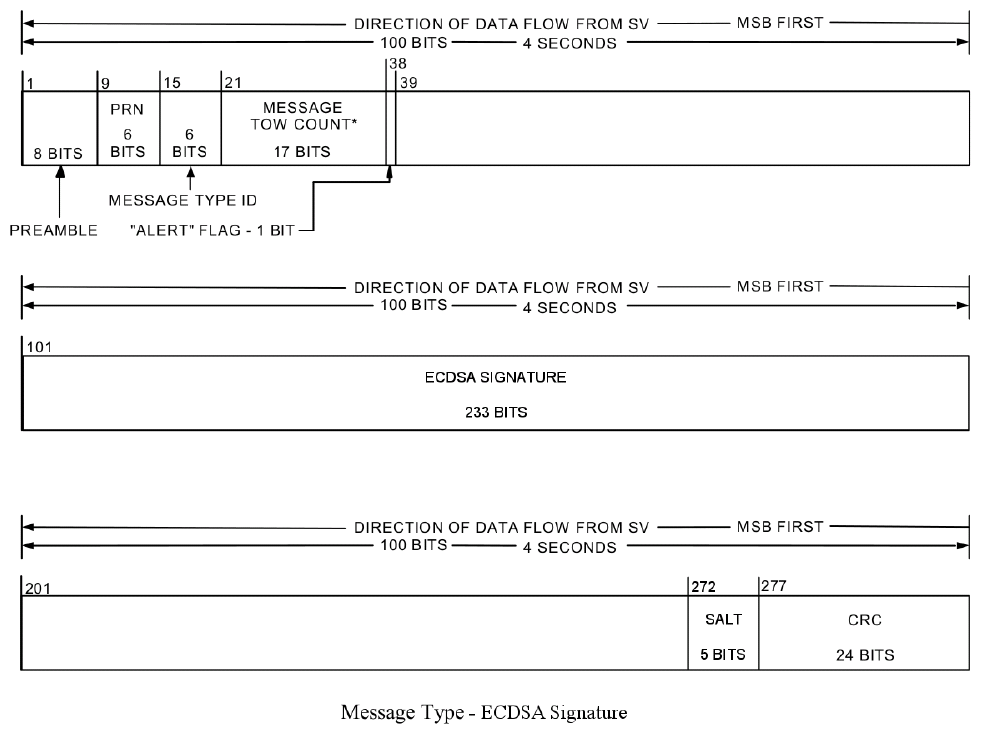 DIRECTION OF DATA FLOW FROM SV MSB FIRST
100 BITS 4 SECONDS
38
1 9 15 21 39
PRN MESSAGE
TOW COUNT*
6 6
8 BITS BITS BITS 17 BITS
MESSAGE TYPE ID
PREAMBLE "ALERT" FLAG - 1 BIT
DIRECTION OF DATA FLOW FROM SV MSB FIRST
100 BITS 4 SECONDS
101
ECDSA SIGNATURE
233 BITS
DIRECTION OF DATA FLOW FROM SV MSB FIRST
100 BITS 4 SECONDS
201 272 277
SALT CRC
5 BITS 24 BITS
Message Type - ECDSA Signature